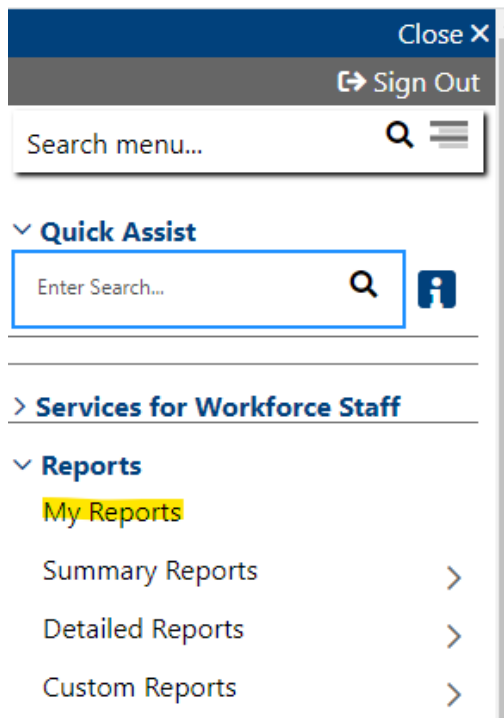 Close ×
Sign Out
Search menu...
Quick Assist
Enter Search...
i
Services for Workforce Staff
Reports
My Reports
Summary Reports
Detailed Reports
Custom Reports